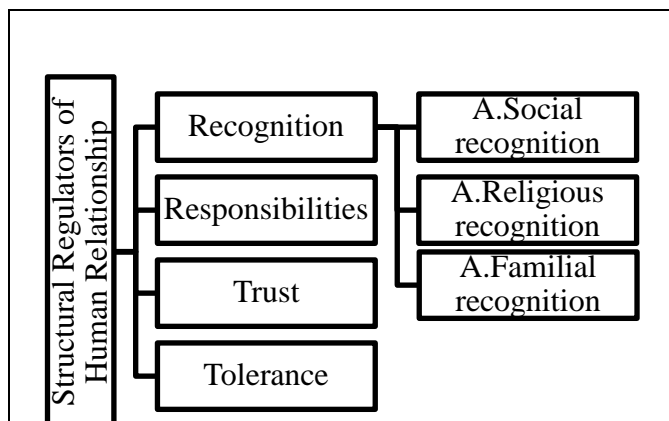 Structural Regulators of
Human Relationship
Recognition
Responsibilities
Trust
Tolerance
A.Social
recognition
A.Religious
recognition
A.Familial
recognition